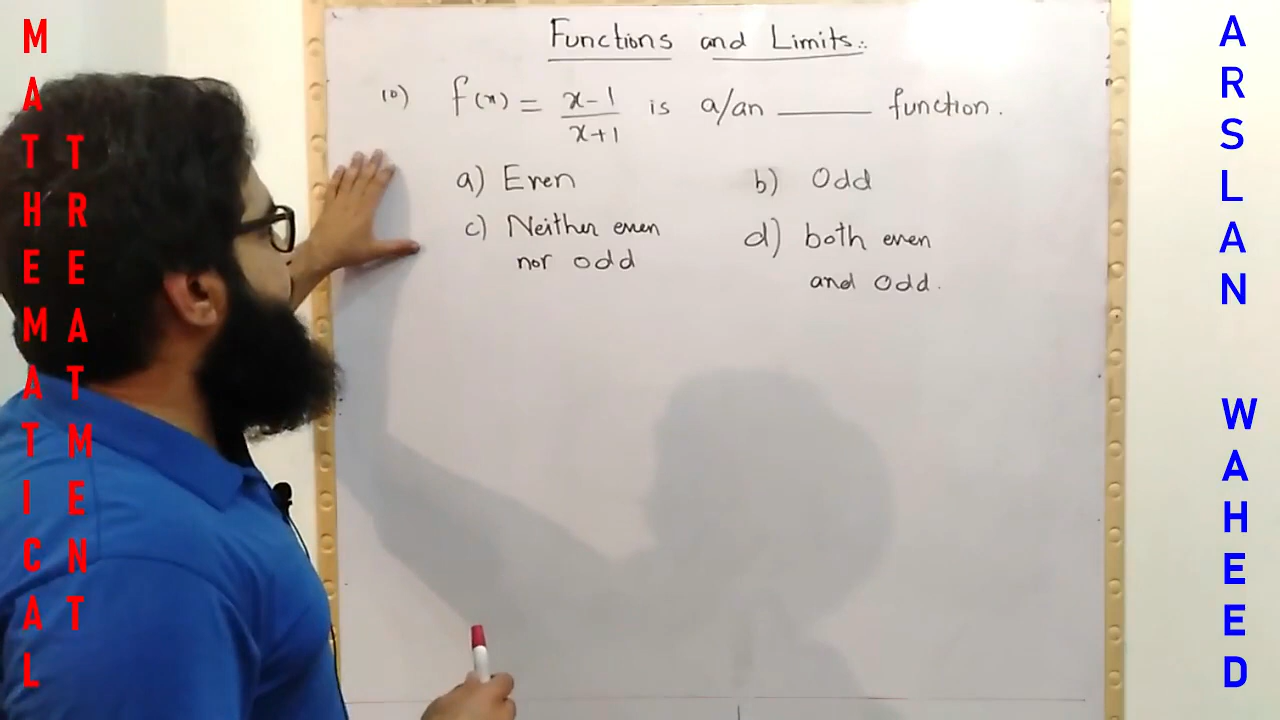 MATHEMATICAL
TREATMENT
Functions and Limits:.
10) f(x) = x-1/x+1 is a/an ______ function.
a) Even b) Odd
c) Neither even
nor odd
d) both even
and Odd.
ARSLAN WAHEED